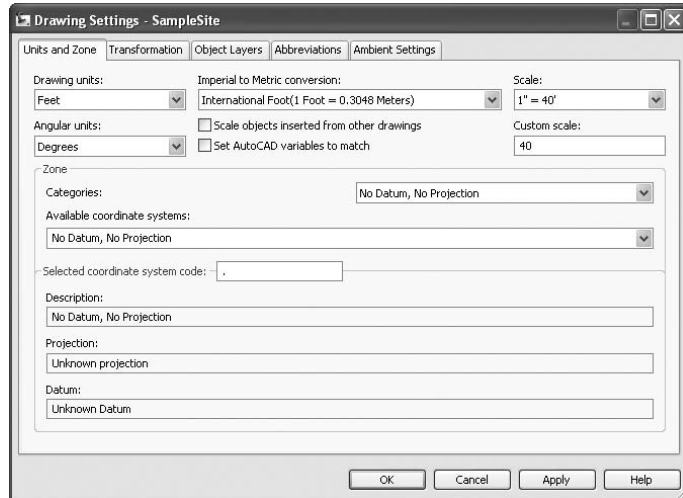 Drawing Settings - SampleSite
Units and Zone Transformation Object Layers Abbreviations Ambient Settings
Drawing units: Imperial to Metric conversion: Scale:
Feet International Foot(1 Foot = 0.3048 Meters) 1" = 40'
Angular units: Scale objects inserted from other drawings Custom scale:
Degrees Set AutoCAD variables to match 40
Zone
Categories: No Datum, No Projection
Available coordinate systems:
No Datum, No Projection
Selected coordinate system code: .
Description:
No Datum, No Projection
Projection:
Unknown projection
Datum:
Unknown Datum
OK Cancel Apply Help